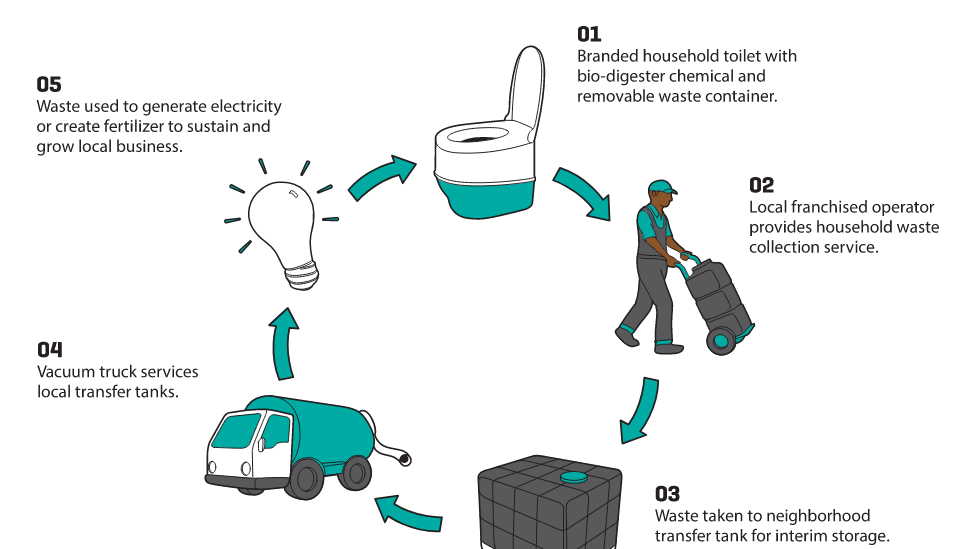 01
Branded household toilet with
bio-digester chemical and
removable waste container.
02
Local franchised operator
provides household waste
collection service.
03
Waste taken to neighborhood
transfer tank for interim storage.
04
Vacuum truck services
local transfer tanks.
05
Waste used to generate electricity
or create fertilizer to sustain and
grow local business.